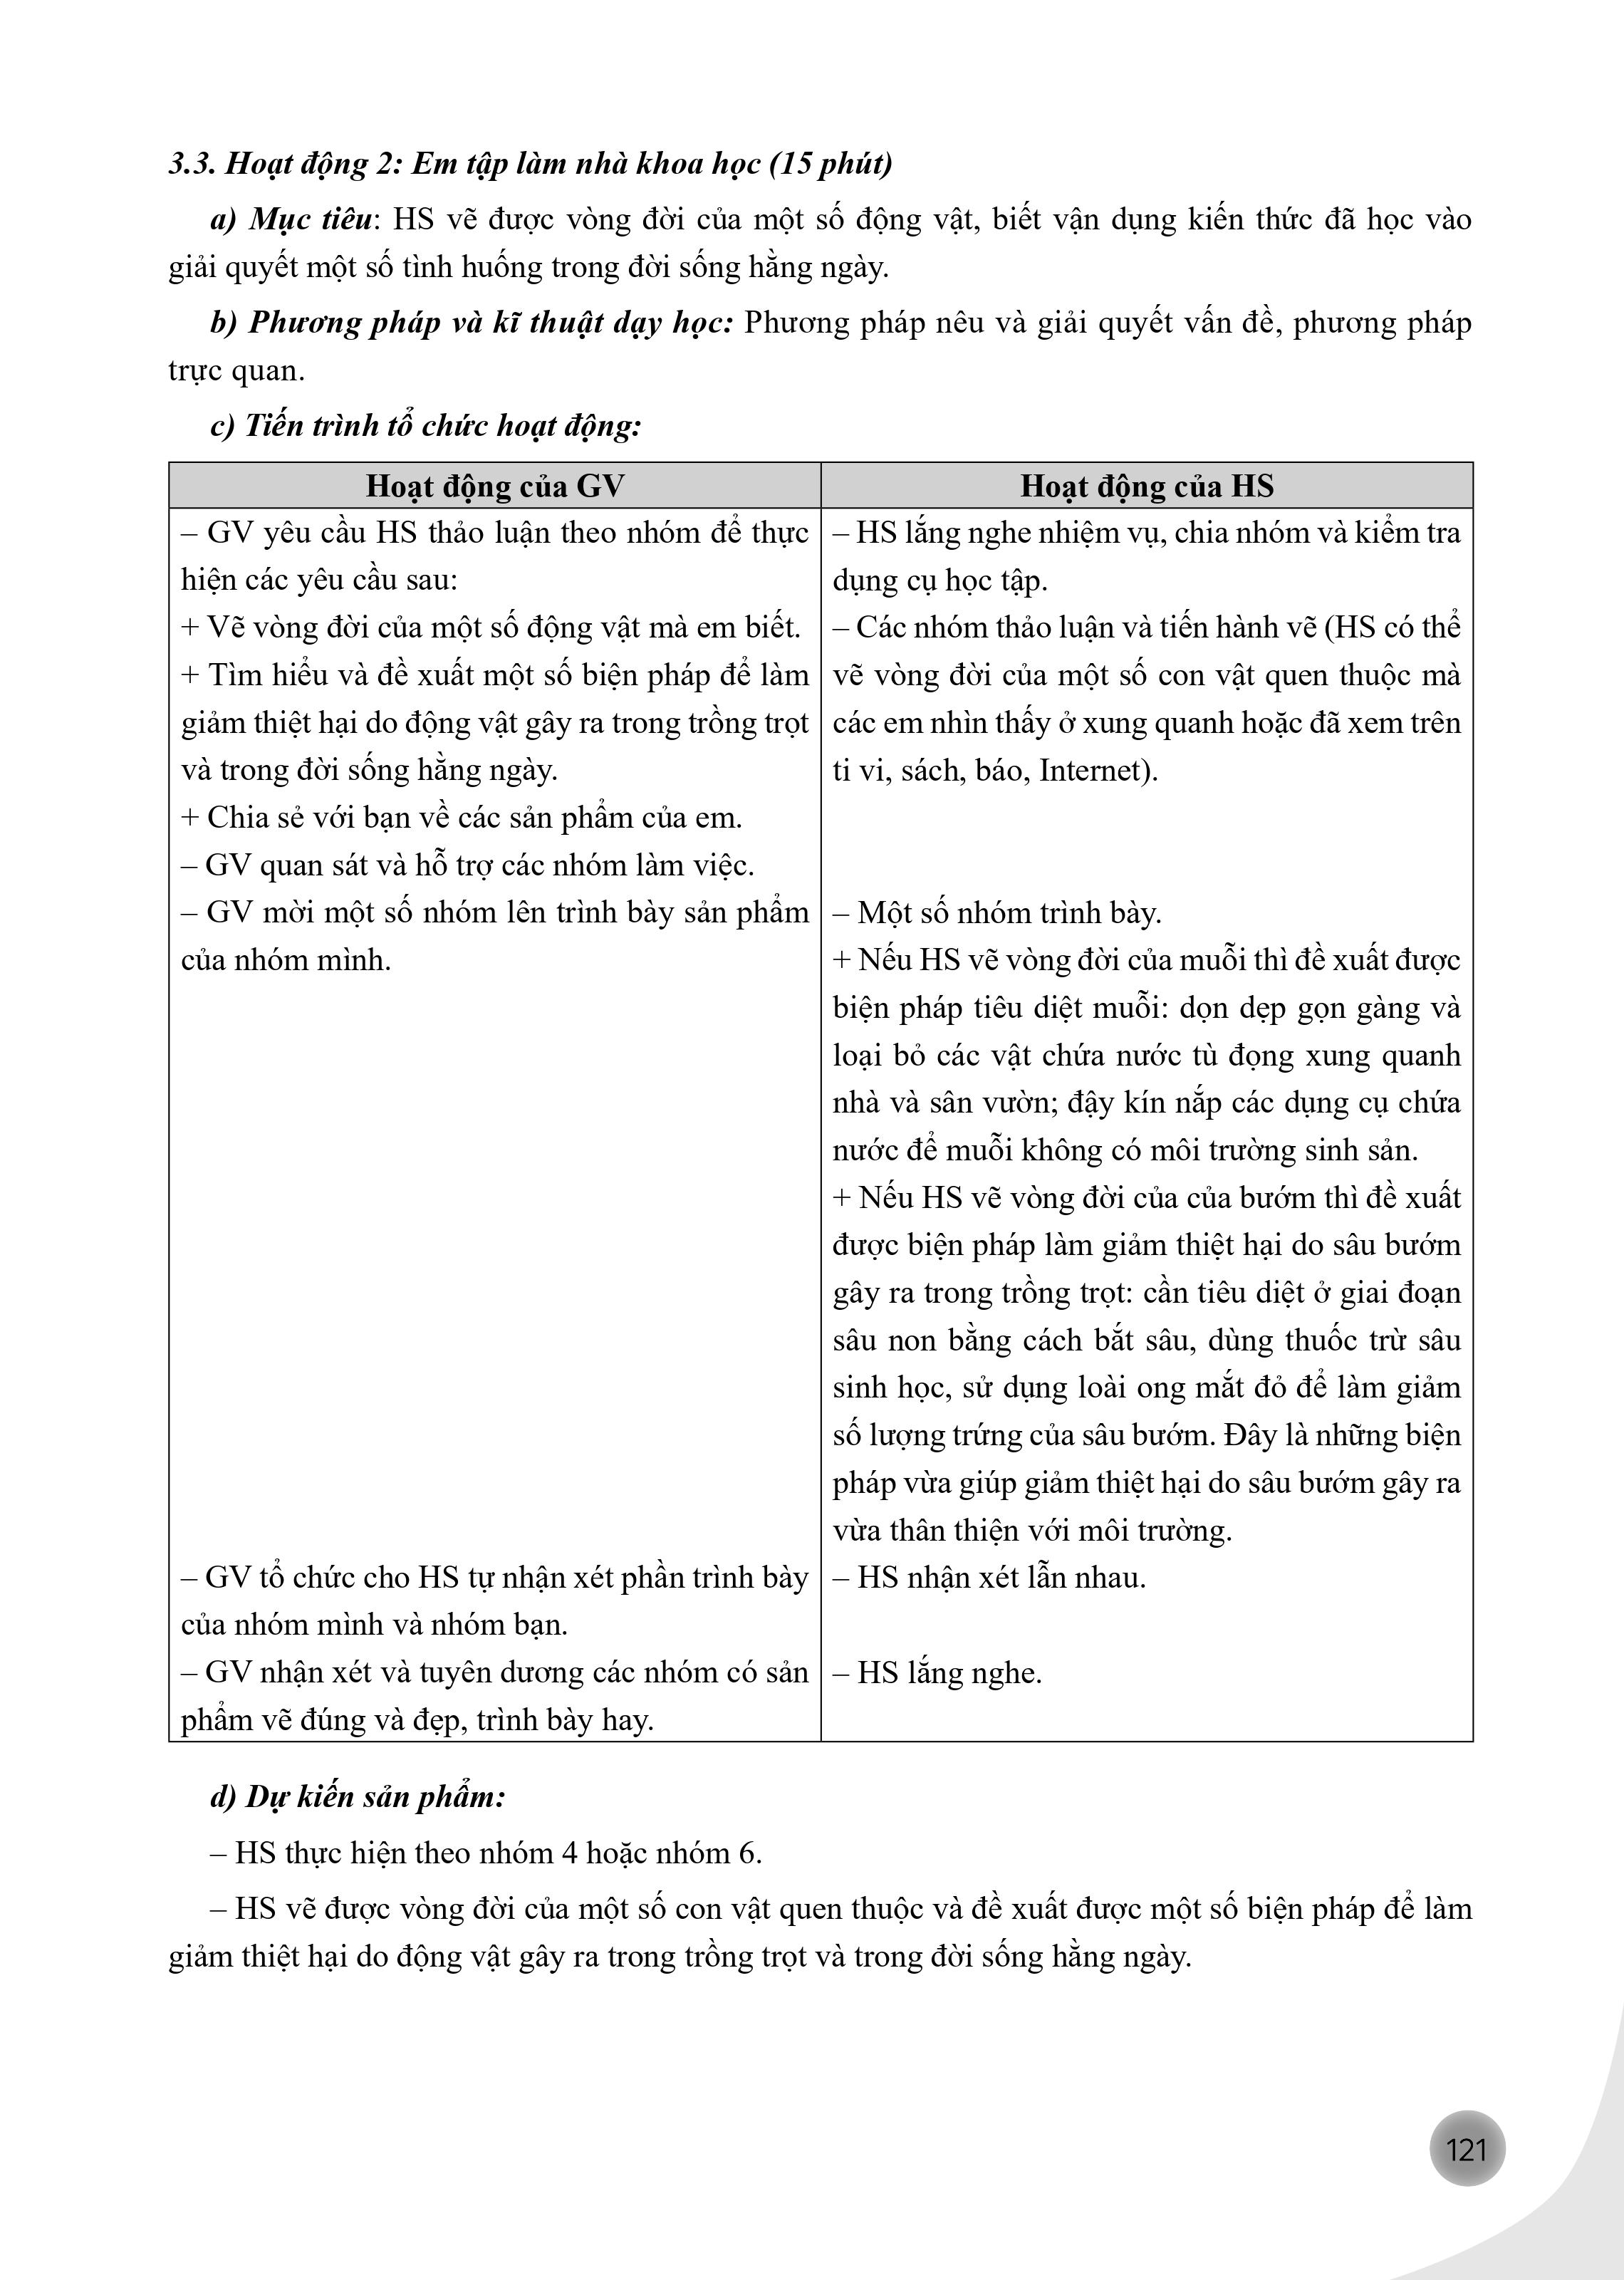 3.3. Hoạt động 2: Em tập làm nhà khoa học (15 phút)
a) Mục tiêu: HS vẽ được vòng đời của một số động vật, biết vận dụng kiến thức đã học vào
giải quyết một số tình huống trong đời sống hằng ngày.
b) Phương pháp và kĩ thuật dạy học: Phương pháp nêu và giải quyết vấn đề, phương pháp
trực quan.
c) Tiến trình tổ chức hoạt động:
Hoạt động của GV
– GV yêu cầu HS thảo luận theo nhóm để thực
hiện các yêu cầu sau:
+ Vẽ vòng đời của một số động vật mà em biết.
+ Tìm hiểu và đề xuất một số biện pháp để làm
giảm thiệt hại do động vật gây ra trong trồng trọt
và trong đời sống hằng ngày.
+ Chia sẻ với bạn về các sản phẩm của em.
– GV quan sát và hỗ trợ các nhóm làm việc.
– GV mời một số nhóm lên trình bày sản phẩm
của nhóm mình.
– GV tổ chức cho HS tự nhận xét phần trình bày
của nhóm mình và nhóm bạn.
– GV nhận xét và tuyên dương các nhóm có sản
phẩm vẽ đúng và đẹp, trình bày hay.
Hoạt động của HS
– HS lắng nghe nhiệm vụ, chia nhóm và kiểm tra
dụng cụ học tập.
– Các nhóm thảo luận và tiến hành vẽ (HS có thể
vẽ vòng đời của một số con vật quen thuộc mà
các em nhìn thấy ở xung quanh hoặc đã xem trên
ti vi, sách, báo, Internet).
– Một số nhóm trình bày.
+ Nếu HS vẽ vòng đời của muỗi thì đề xuất được
biện pháp tiêu diệt muỗi: dọn dẹp gọn gàng và
loại bỏ các vật chứa nước tù đọng xung quanh
nhà và sân vườn; đậy kín nắp các dụng cụ chứa
nước để muỗi không có môi trường sinh sản.
+ Nếu HS vẽ vòng đời của của bướm thì đề xuất
được biện pháp làm giảm thiệt hại do sâu bướm
gây ra trong trồng trọt: cần tiêu diệt ở giai đoạn
sâu non bằng cách bắt sâu, dùng thuốc trừ sâu
sinh học, sử dụng loài ong mắt đỏ để làm giảm
số lượng trứng của sâu bướm. Đây là những biện
pháp vừa giúp giảm thiệt hại do sâu bướm gây ra
vừa thân thiện với môi trường.
– HS nhận xét lẫn nhau.
– HS lắng nghe.
d) Dự kiến sản phẩm:
– HS thực hiện theo nhóm 4 hoặc nhóm 6.
– HS vẽ được vòng đời của một số con vật quen thuộc và đề xuất được một số biện pháp để làm
giảm thiệt hại do động vật gây ra trong trồng trọt và trong đời sống hằng ngày.
121